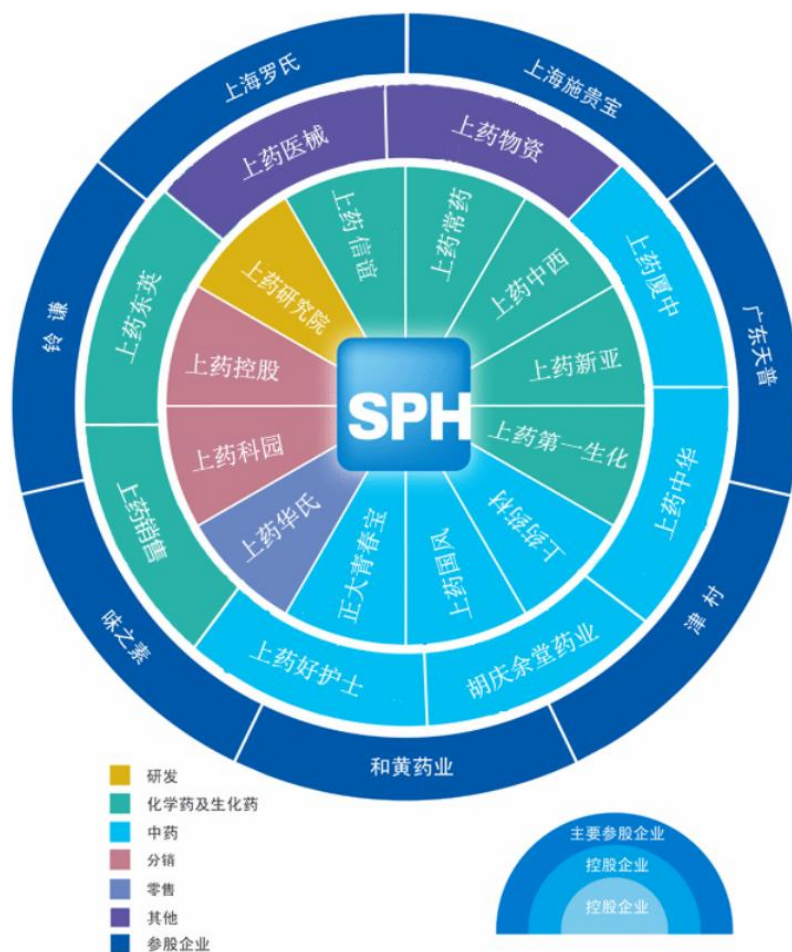 上海罗氏
上海施贵宝
广东天普
津村
和黄药业
味之素
铃谦
上药医械
上药物资
上药厦中
上药中华
胡庆余堂药业
上药好护士
上药销售
上药东英
上药信谊
上药常药
上药中西
上药新亚
上药第一生化
上药药材
上药国风
正大青春宝
上药华氏
上药科园
上药控股
上药研究院
SPH
研发
化学药及生化药
中药
分销
零售
其他
参股企业
主要参股企业
控股企业
控股企业